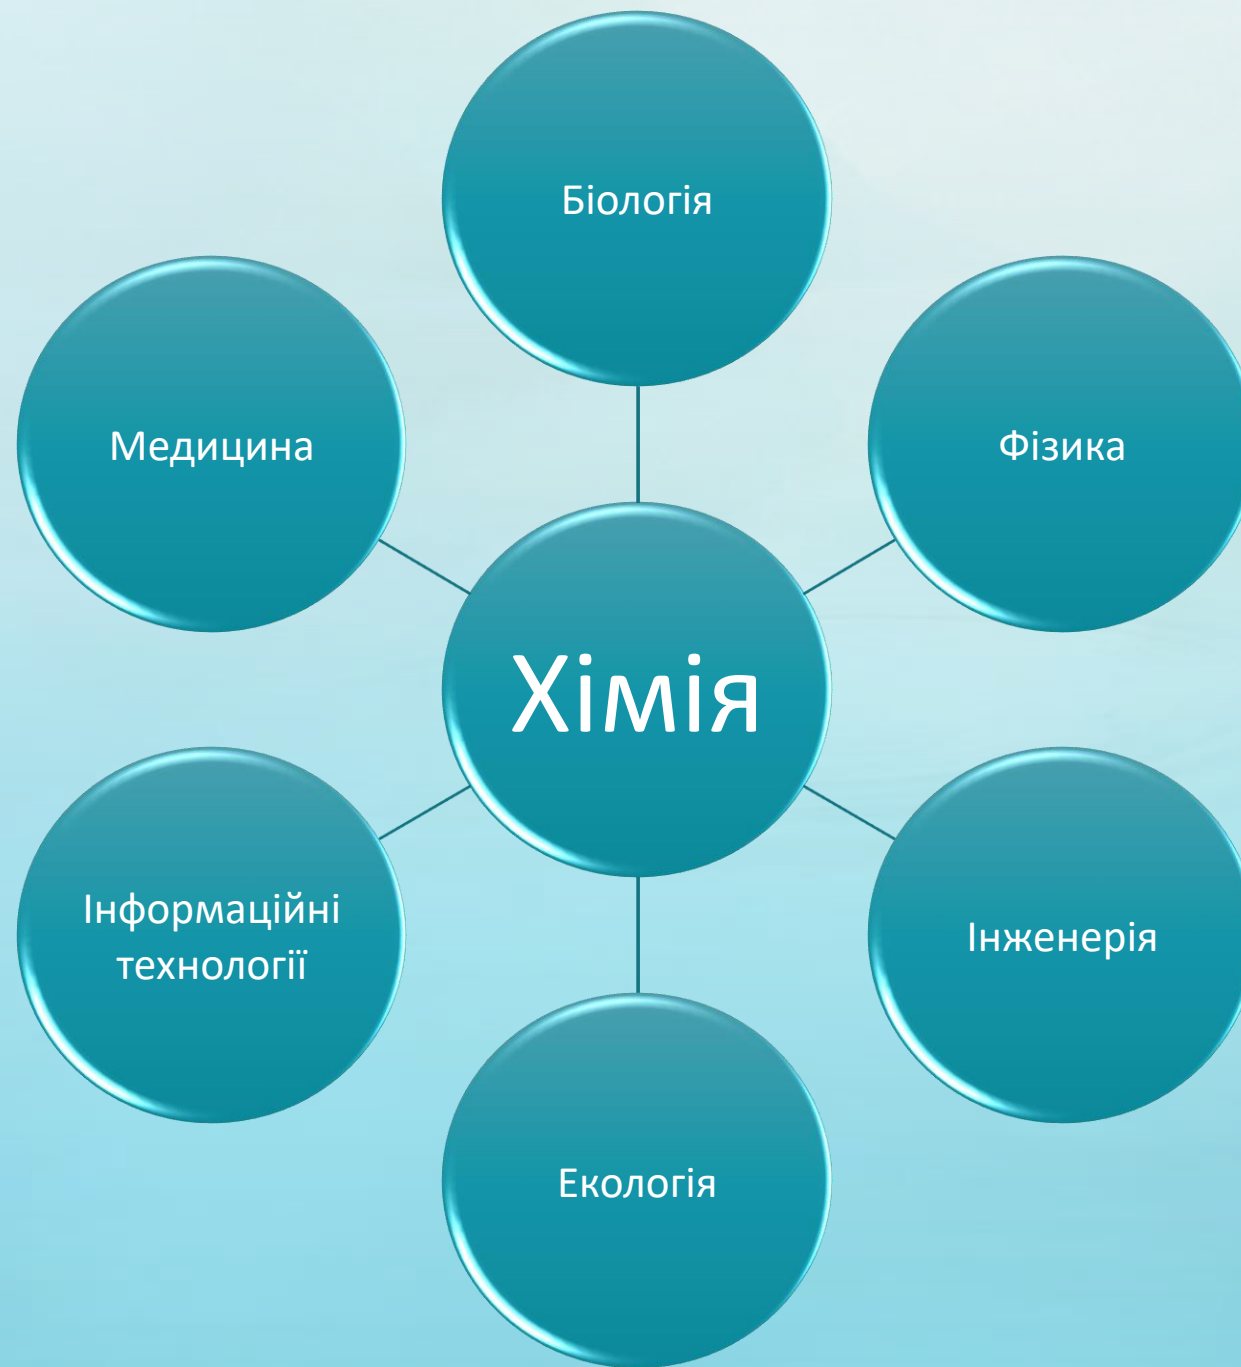 Біологія
Медицина
Фізика
Хімія
Інформаційні
технології
Інженерія
Екологія